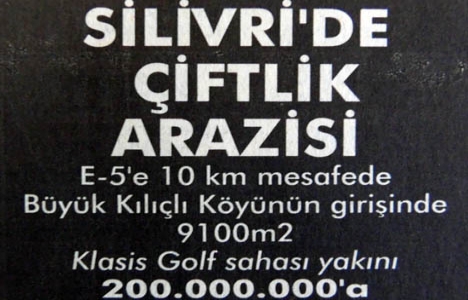 SİLİVRİ'DE
ÇİFTLİK
ARAZİSİ
E-5'e 10 km mesafede
Büyük Kılıçlı Köyünün girişinde
9100m2
Klasis Golf sahası yakını
200.000.000'a